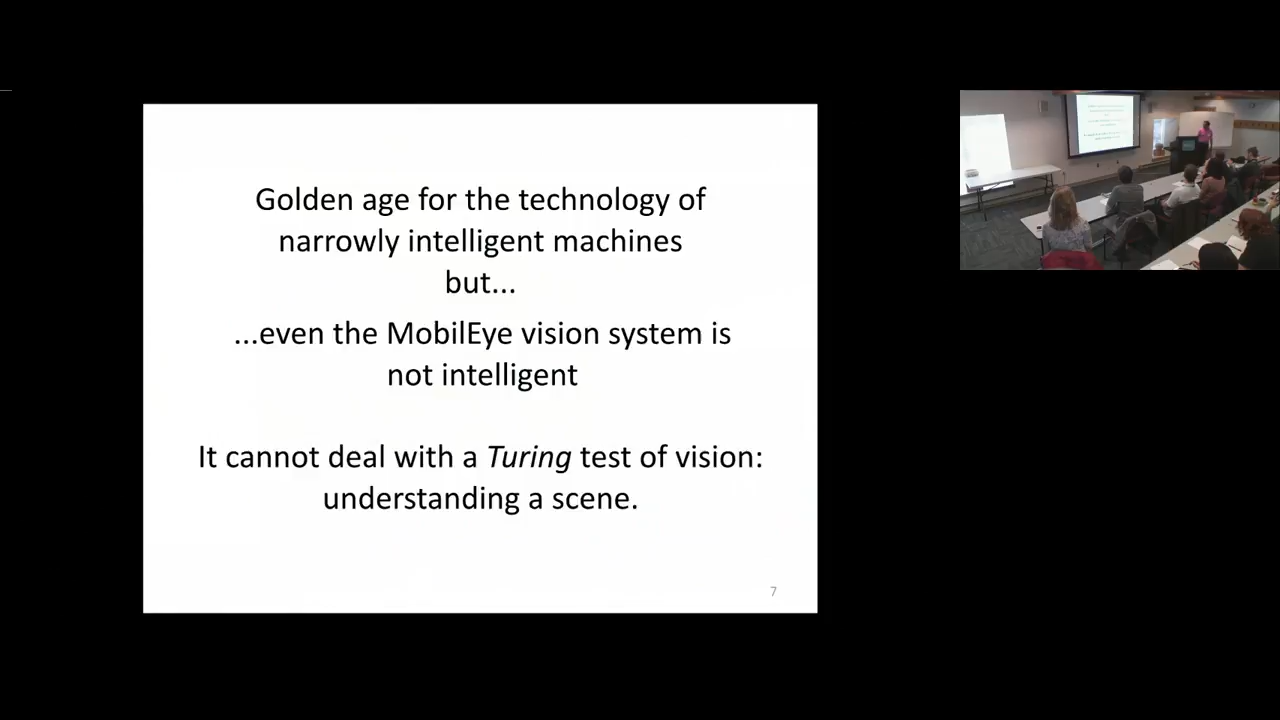 Golden age for the technology of
narrowly intelligent machines
but...
...even the MobilEye vision system is
not intelligent
It cannot deal with a Turing test of vision:
understanding a scene.
7